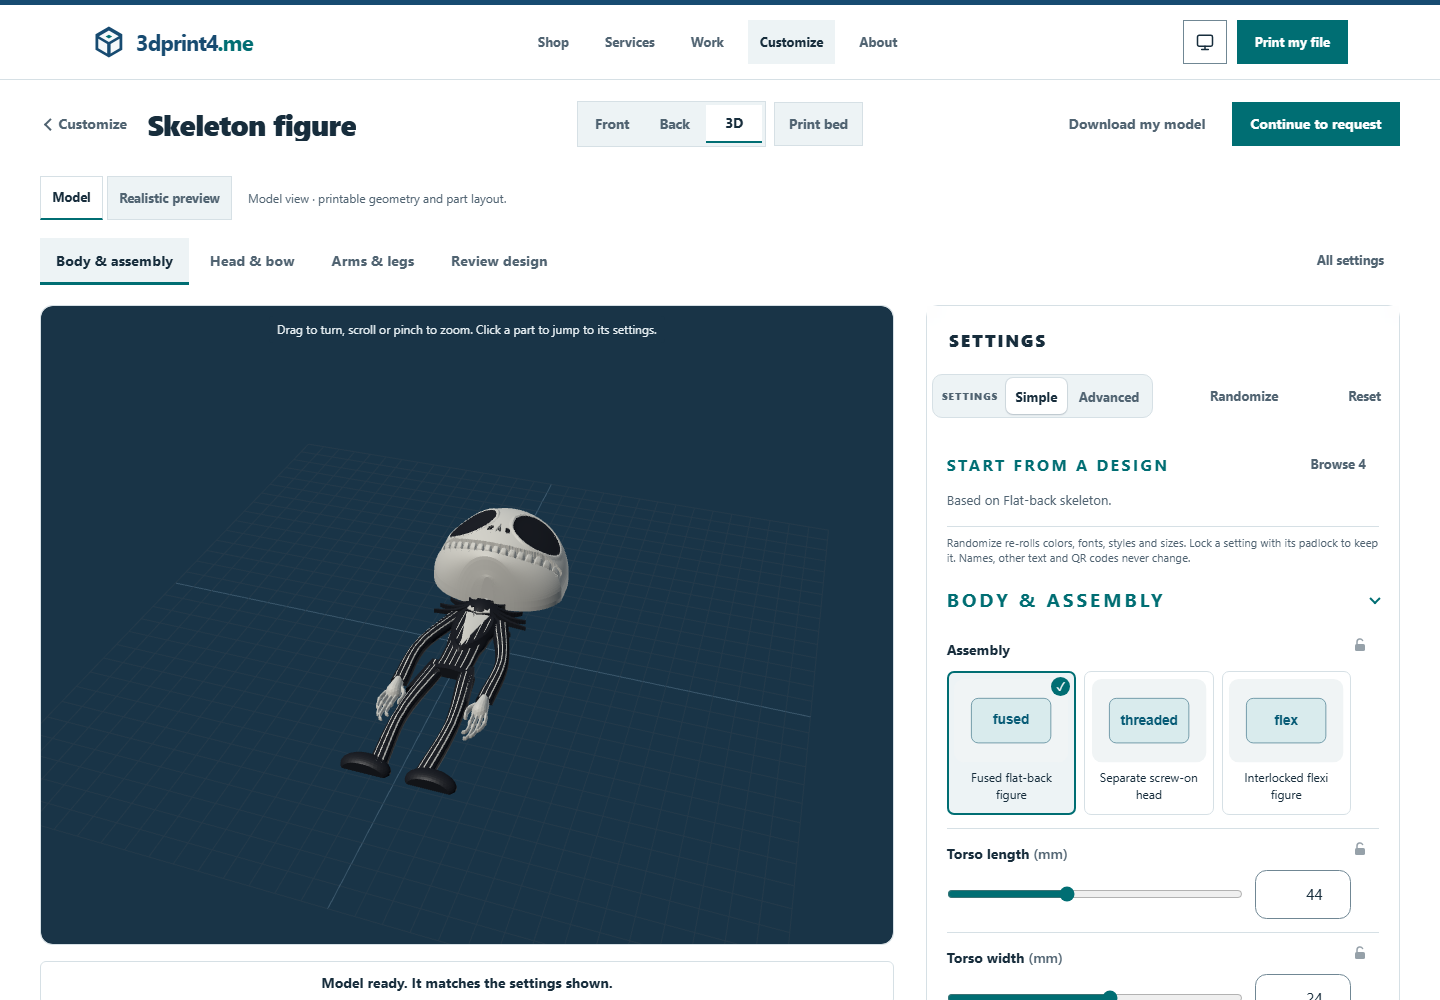 3dprint4.me
Shop
Services
Work
Customize
About
Print my file
Customize
Skeleton figure
Front
Back
3D
Print bed
Download my model
Continue to request
Model
Realistic preview
Model view · printable geometry and part layout.
Body & assembly
Head & bow
Arms & legs
Review design
All settings
Drag to turn, scroll or pinch to zoom. Click a part to jump to its settings.
Model ready. It matches the settings shown.
SETTINGS
SETTINGS
Simple
Advanced
Randomize
Reset
START FROM A DESIGN
Browse 4
Based on Flat-back skeleton.
Randomize re-rolls colors, fonts, styles and sizes. Lock a setting with its padlock to keep
it. Names, other text and QR codes never change.
BODY & ASSEMBLY
Assembly
fused
Fused flat-back
figure
threaded
Separate screw-on
head
flex
Interlocked flexi
figure
Torso length (mm)
44
Torso width (mm)
24